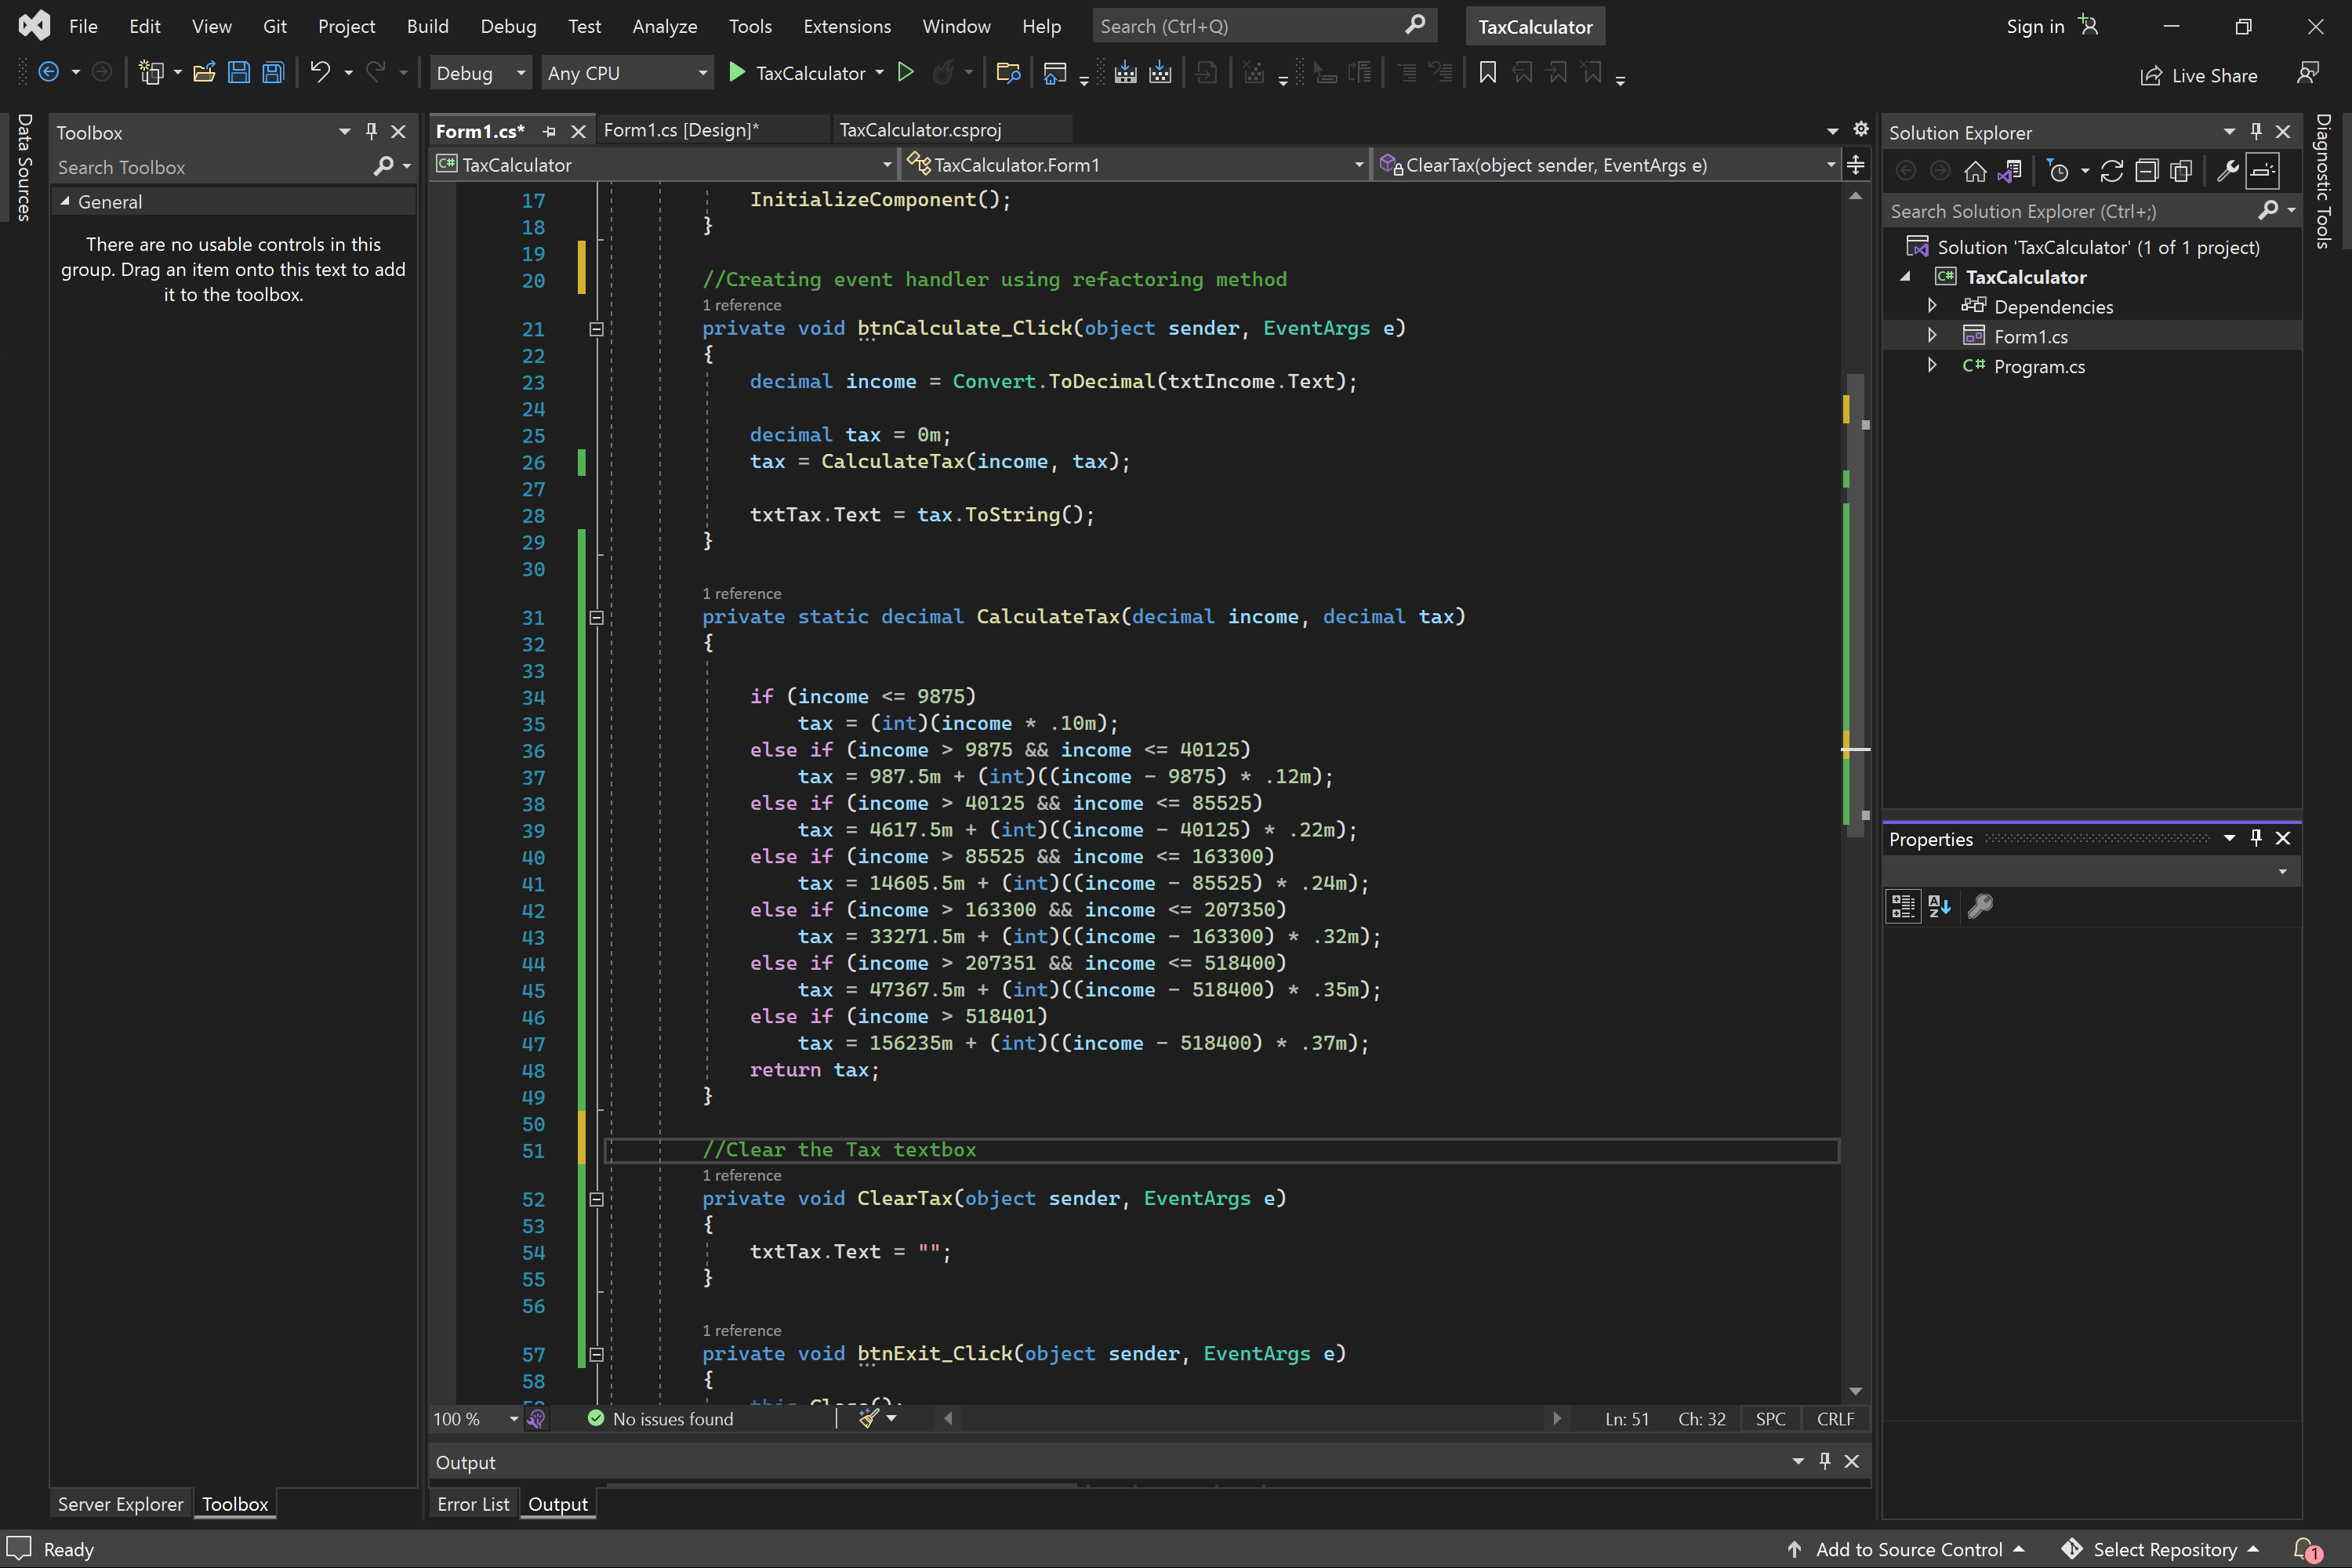 File Edit View Git Project Build Debug Test Analyze Tools Extensions Window Help Search (Ctrl+Q) TaxCalculator Sign in
Debug Any CPU TaxCalculator Live Share
Data Sources
Toolbox
Search Toolbox
General
There are no usable controls in this
group. Drag an item onto this text to add
it to the toolbox.
Server Explorer Toolbox
Form1.cs* Form1.cs [Design]* TaxCalculator.csproj
C# TaxCalculator TaxCalculator.Form1 ClearTax(object sender, EventArgs e)
17 InitializeComponent();
18 }
19
20 //Creating event handler using refactoring method
1 reference
21 private void btnCalculate_Click(object sender, EventArgs e)
22 {
23 decimal income = Convert.ToDecimal(txtIncome.Text);
24
25 decimal tax = 0m;
26 tax = CalculateTax(income, tax);
27
28 txtTax.Text = tax.ToString();
29 }
30
1 reference
31 private static decimal CalculateTax(decimal income, decimal tax)
32 {
33
34 if (income <= 9875)
35 tax = (int)(income * .10m);
36 else if (income > 9875 && income <= 40125)
37 tax = 987.5m + (int)((income - 9875) * .12m);
38 else if (income > 40125 && income <= 85525)
39 tax = 4617.5m + (int)((income - 40125) * .22m);
40 else if (income > 85525 && income <= 163300)
41 tax = 14605.5m + (int)((income - 85525) * .24m);
42 else if (income > 163300 && income <= 207350)
43 tax = 33271.5m + (int)((income - 163300) * .32m);
44 else if (income > 207351 && income <= 518400)
45 tax = 47367.5m + (int)((income - 518400) * .35m);
46 else if (income > 518401)
47 tax = 156235m + (int)((income - 518400) * .37m);
48 return tax;
49 }
50
51 //Clear the Tax textbox
1 reference
52 private void ClearTax(object sender, EventArgs e)
53 {
54 txtTax.Text = "";
55 }
56
1 reference
57 private void btnExit_Click(object sender, EventArgs e)
58 {
this.Close();
100 % No issues found Ln: 51 Ch: 32 SPC CRLF
Output
Error List Output
Solution Explorer
Search Solution Explorer (Ctrl+;)
Solution 'TaxCalculator' (1 of 1 project)
C# TaxCalculator
Dependencies
Form1.cs
C# Program.cs
Properties
Diagnostic Tools
Ready Add to Source Control Select Repository 1